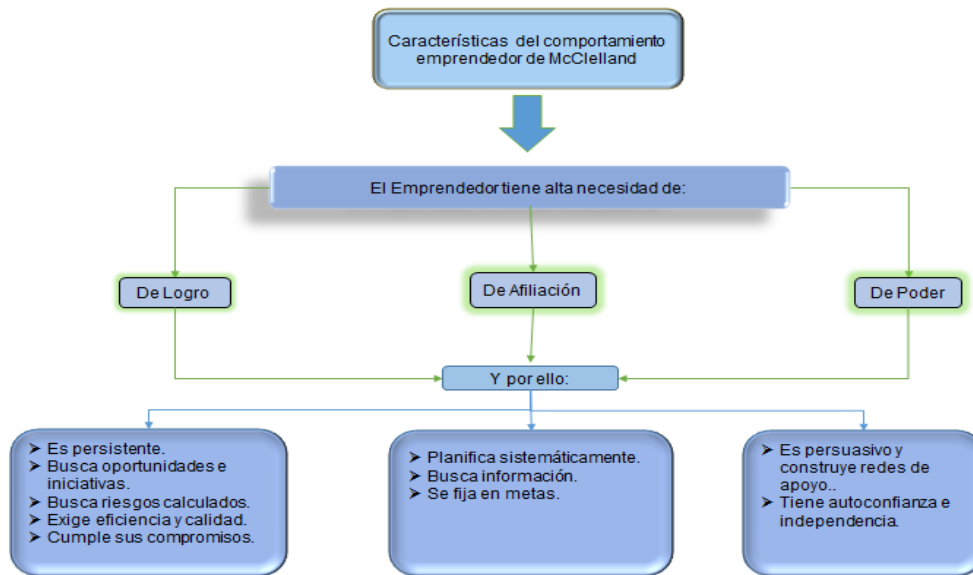 Características del comportamiento
emprendedor de McClelland
El Emprendedor tiene alta necesidad de:
De Logro
De Afiliación
De Poder
Y por ello:
➤ Es persistente.
➤ Busca oportunidades e
iniciativas.
➤ Busca riesgos calculados.
➤ Exige eficiencia y calidad.
➤ Cumple sus compromisos.
➤ Planifica sistemáticamente.
➤ Busca información.
➤ Se fija en metas.
➤ Es persuasivo y
construye redes de
apoyo..
➤ Tiene autoconfianza e
independencia.